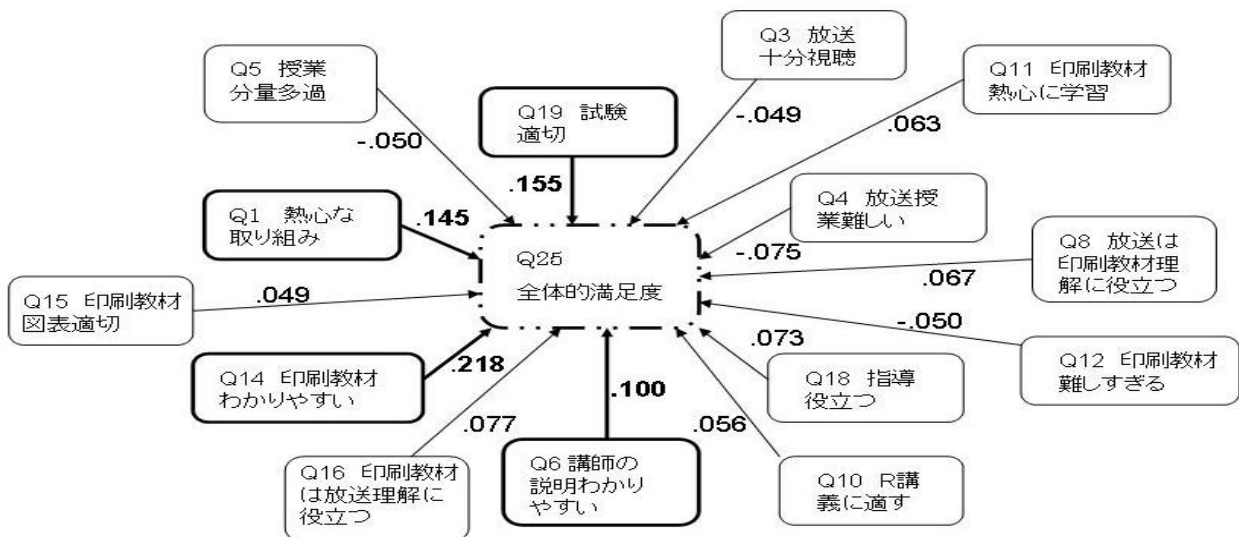 Q3 放送
十分視聴
Q5 授業
分量多過
Q11 印刷教材
熱心に学習
Q19 試験
適切
-.050
-.049
.063
.155
Q1 熱心な
取り組み
.145
Q4 放送授
業難しい
-.075
Q25
全体的満足度
Q8 放送は
印刷教材理
解に役立つ
.067
Q15 印刷教材
図表適切
.049
-.050
Q12 印刷教材
難しすぎる
Q14 印刷教材
わかりやすい
.218
.073
Q18 指導
役立つ
.100
.077
.056
Q16 印刷教材
は放送理解に
役立つ
Q6 講師の
説明わかり
やすい
Q10 R講
義に適す